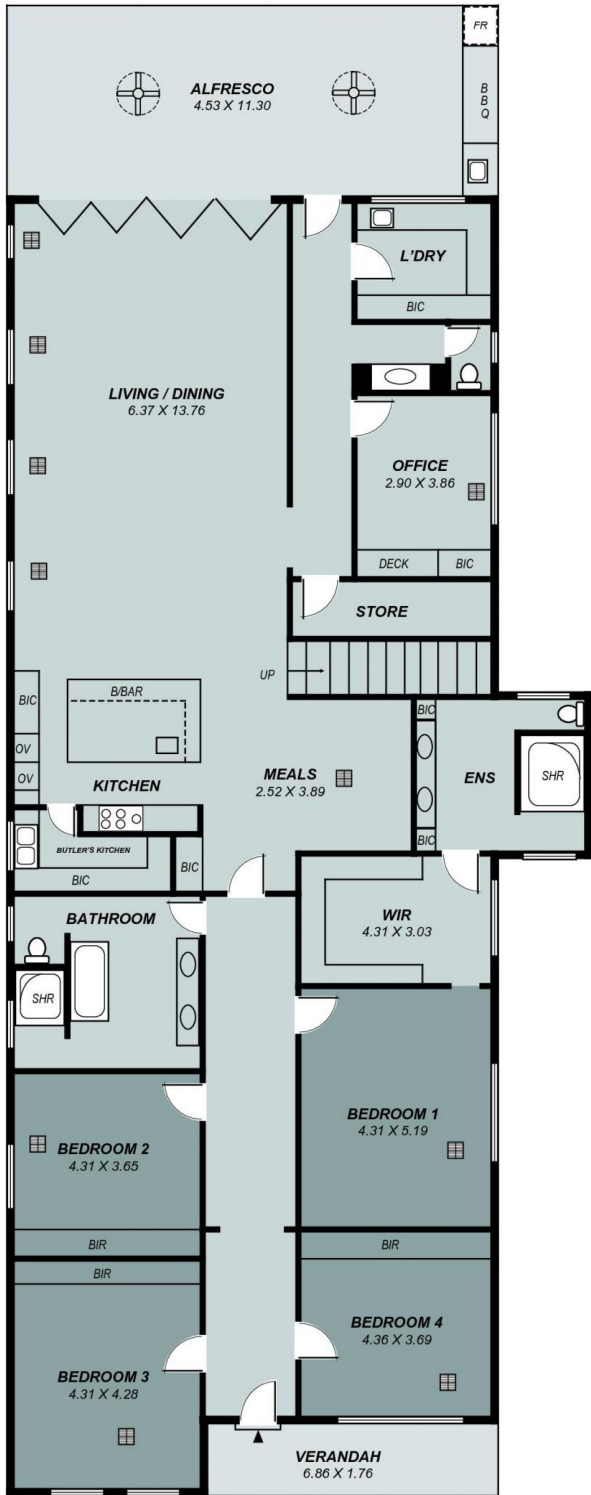 FR
ALFRESCO
4.53 X 11.30
B
B
Q
L'DRY
BIC
LIVING / DINING
6.37 X 13.76
OFFICE
2.90 X 3.86
DECK
BIC
STORE
UP
BIC
B/BAR
OV
OV
KITCHEN
MEALS
2.52 X 3.89
BIC
ENS
SHR
BIC
BUTLER'S KITCHEN
BIC
BIC
BATHROOM
WIR
4.31 X 3.03
SHR
BEDROOM 1
4.31 X 5.19
BEDROOM 2
4.31 X 3.65
BIR
BIR
BIR
BEDROOM 4
4.36 X 3.69
BEDROOM 3
4.31 X 4.28
VERANDAH
6.86 X 1.76